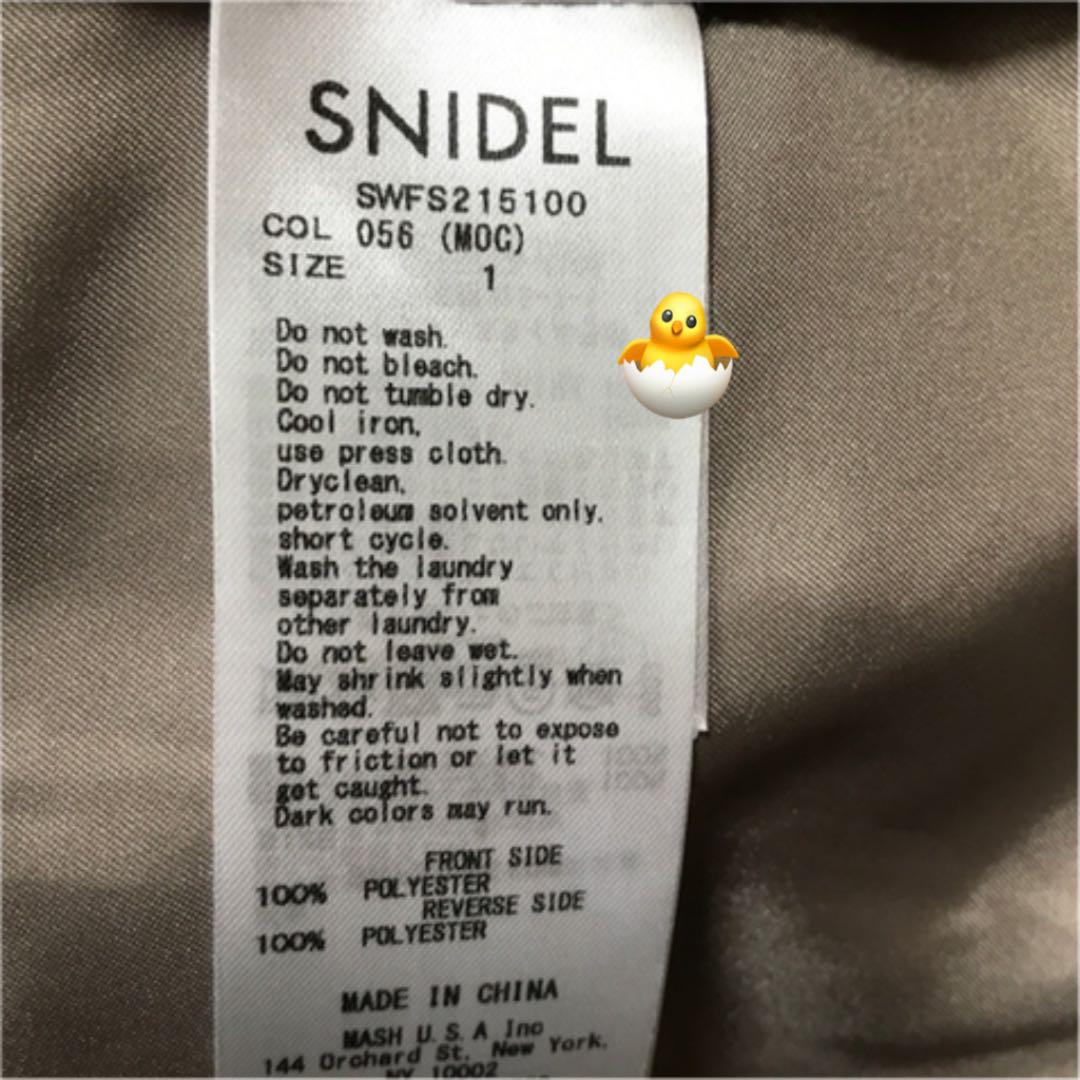 SNIDEL
SWFS215100
COL 056 (MOC)
SIZE 1
Do not wash.
Do not bleach.
Do not tumble dry.
Cool iron,
use press cloth.
Dryclean,
petroleum solvent only,
short cycle.
Wash the laundry
separately from
other laundry.
Do not leave wet.
May shrink slightly when
washed.
Be careful not to expose
to friction or let it
get caught.
Dark colors may run.
FRONT SIDE
100% POLYESTER
REVERSE SIDE
100% POLYESTER
MADE IN CHINA
MASH U.S.A Inc
144 Orchard St. New York,
NY 10002